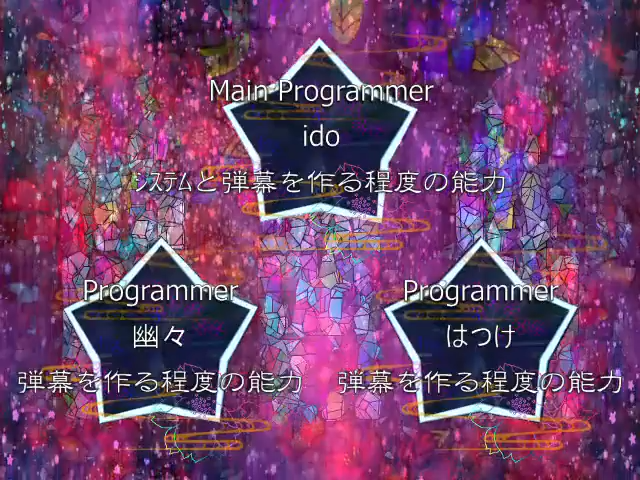 Main Programmer
ido
ｼｽﾃﾑと弾幕を作る程度の能力
Programmer
幽々
弾幕を作る程度の能力
Programmer
はつけ
弾幕を作る程度の能力